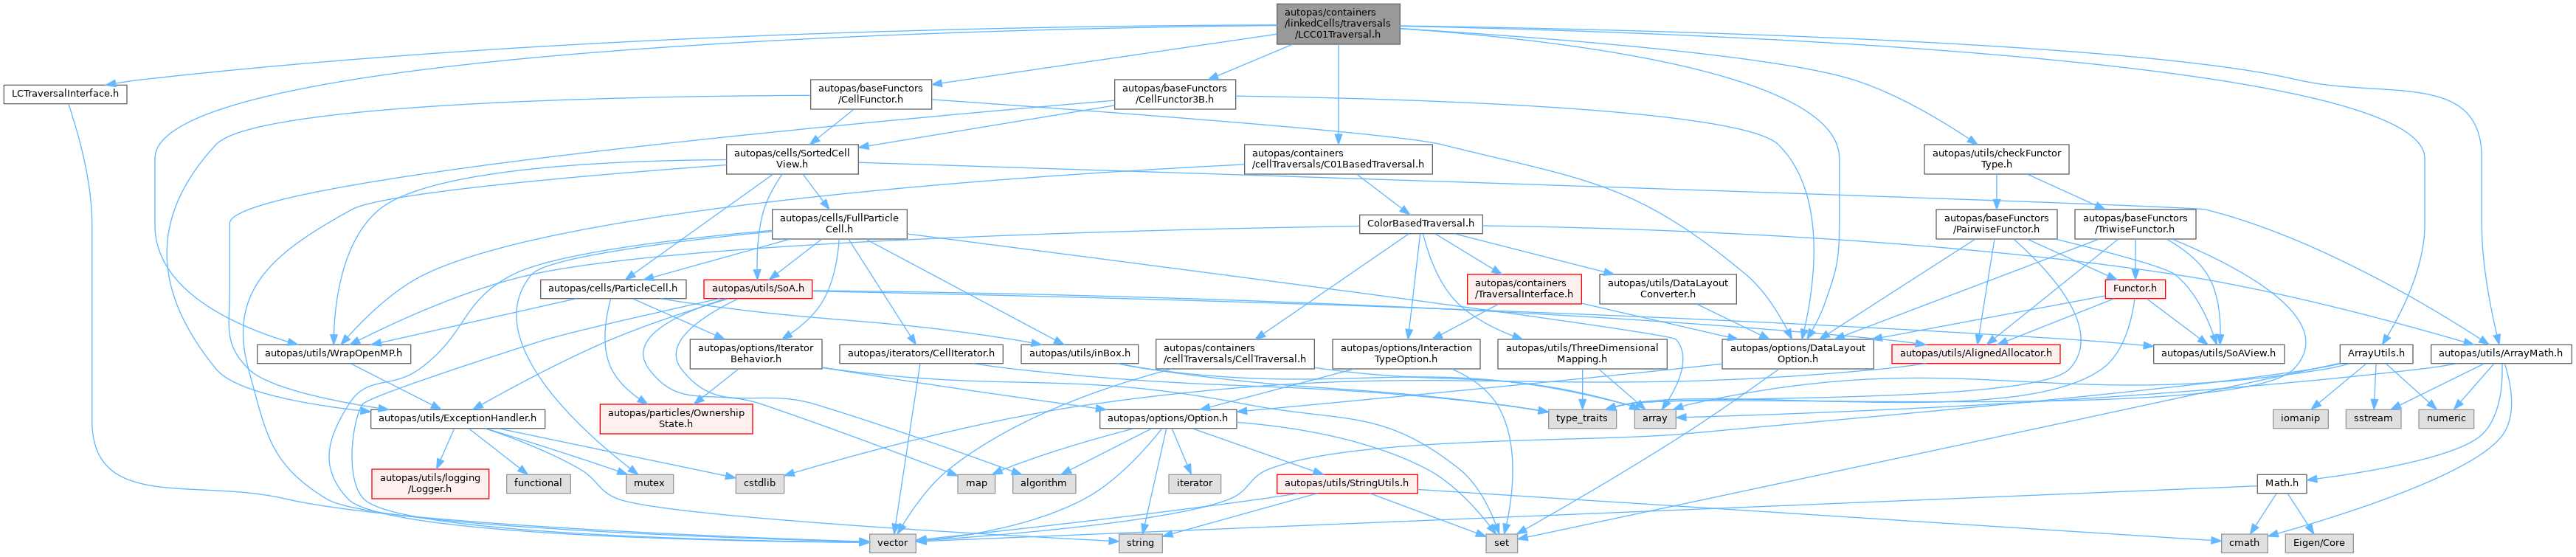 autopas/containers
/linkedCells/traversals
/LCC01Traversal.h
LCTraversalInterface.h
autopas/baseFunctors
/CellFunctor.h
autopas/baseFunctors
/CellFunctor3B.h
autopas/cells/SortedCell
View.h
autopas/containers
/cellTraversals/C01BasedTraversal.h
autopas/utils/checkFunctor
Type.h
autopas/cells/FullParticle
Cell.h
ColorBasedTraversal.h
autopas/baseFunctors
/PairwiseFunctor.h
autopas/baseFunctors
/TriwiseFunctor.h
autopas/cells/ParticleCell.h
autopas/utils/SoA.h
autopas/containers
/TraversalInterface.h
autopas/utils/DataLayout
Converter.h
Functor.h
autopas/utils/WrapOpenMP.h
autopas/options/Iterator
Behavior.h
autopas/iterators/CellIterator.h
autopas/utils/inBox.h
autopas/containers
/cellTraversals/CellTraversal.h
autopas/options/Interaction
TypeOption.h
autopas/utils/ThreeDimensional
Mapping.h
autopas/options/DataLayout
Option.h
autopas/utils/AlignedAllocator.h
autopas/utils/SoAView.h
ArrayUtils.h
autopas/utils/ArrayMath.h
autopas/utils/ExceptionHandler.h
autopas/particles/Ownership
State.h
autopas/options/Option.h
type_traits
array
iomanip
sstream
numeric
autopas/utils/logging
/Logger.h
functional
mutex
cstdlib
map
algorithm
iterator
autopas/utils/StringUtils.h
Math.h
vector
string
set
cmath
Eigen/Core